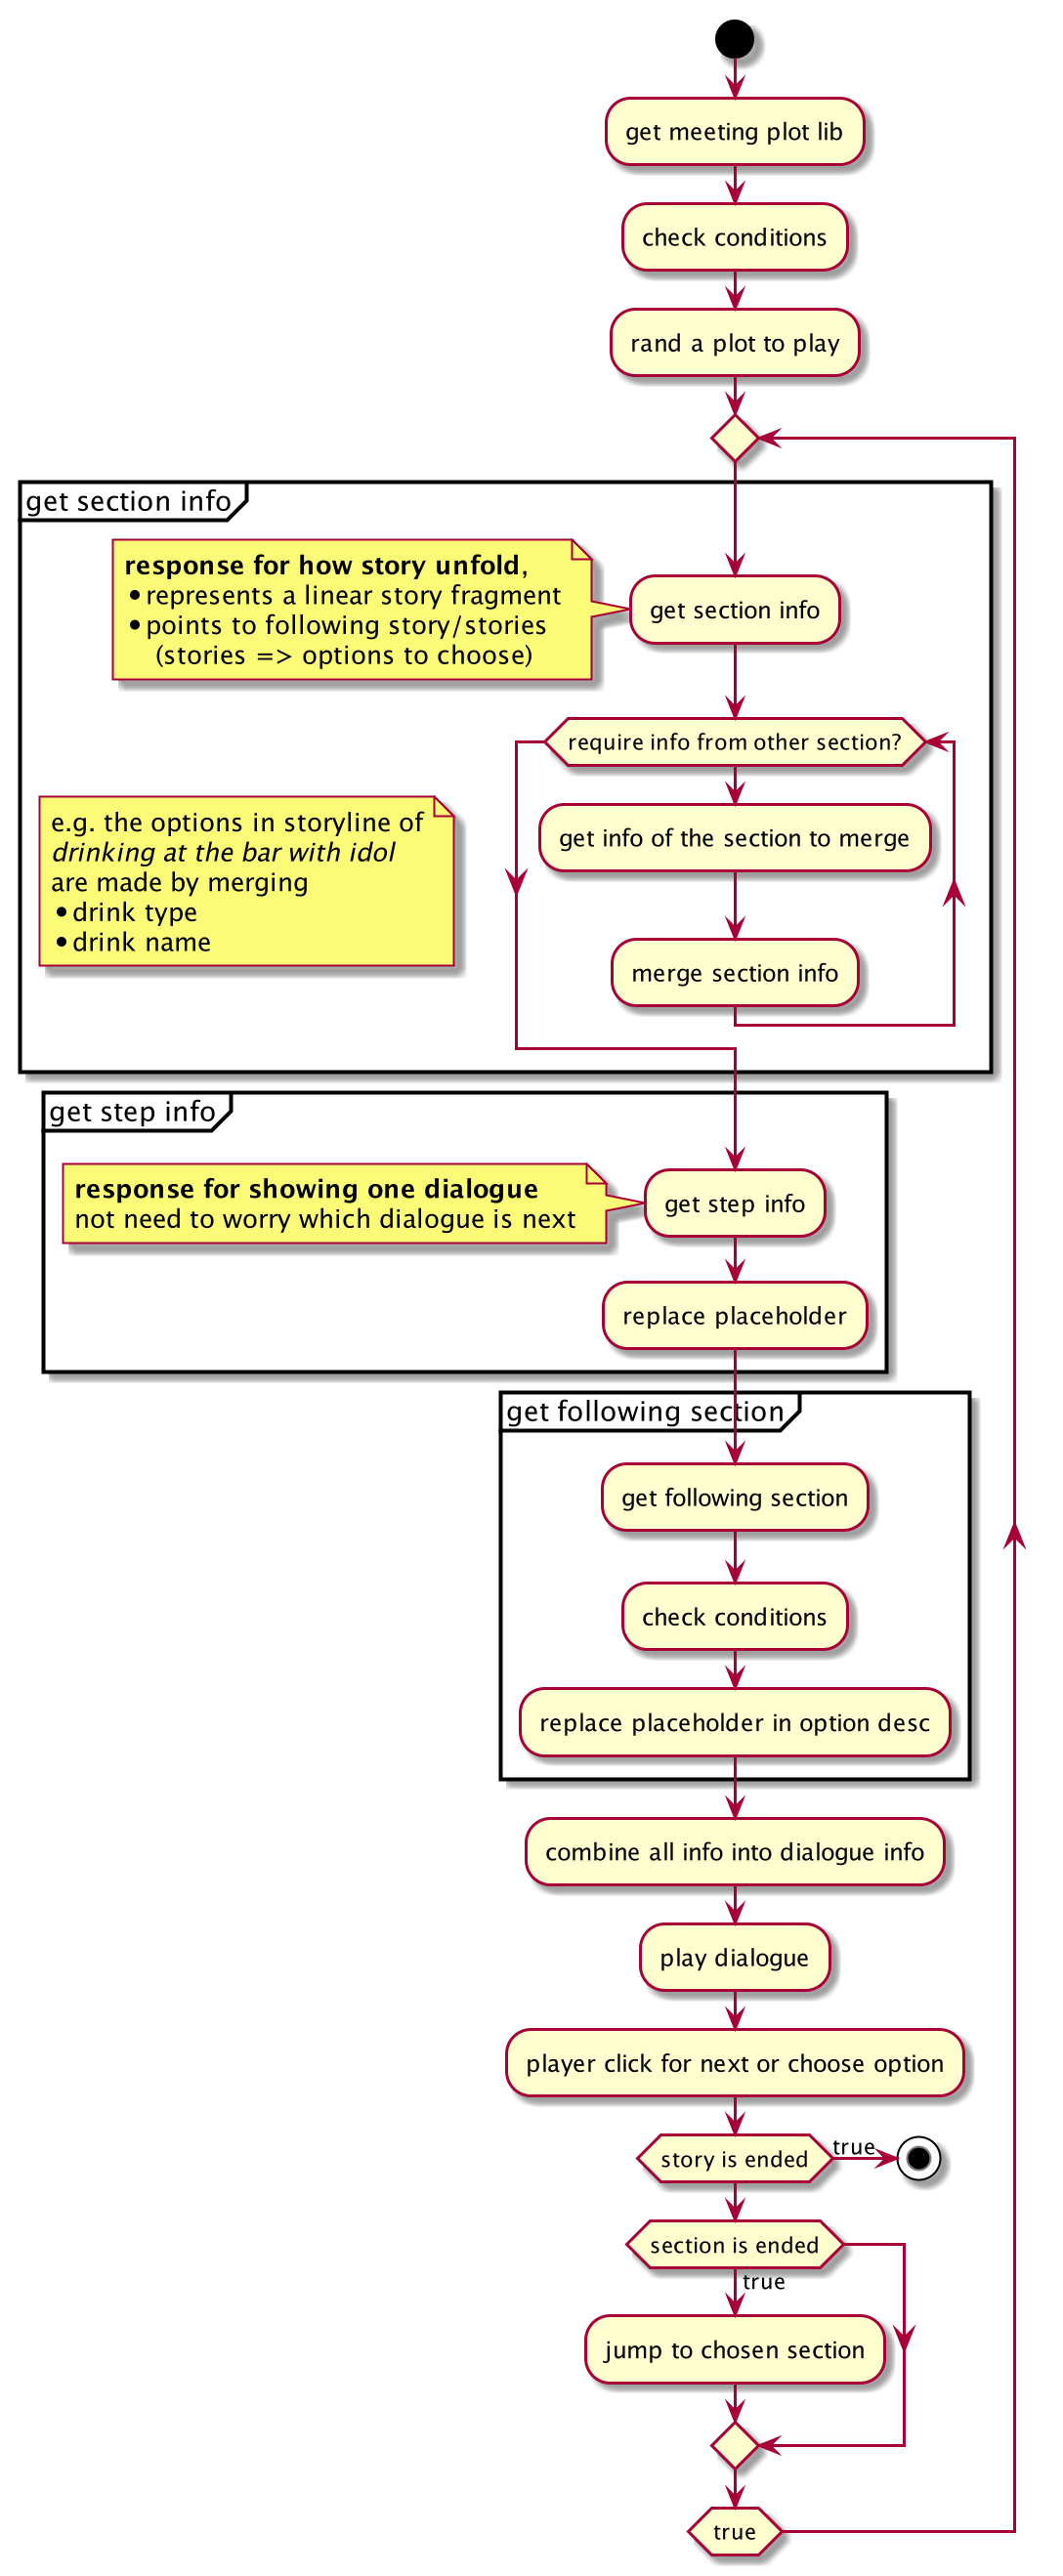 get meeting plot lib
check conditions
rand a plot to play
get section info
response for how story unfold,
•represents a linear story fragment
•points to following story/stories
(stories => options to choose)
get section info
require info from other section?
e.g. the options in storyline of
drinking at the bar with idol
are made by merging
•drink type
•drink name
get info of the section to merge
merge section info
get step info
response for showing one dialogue
not need to worry which dialogue is next
get step info
replace placeholder
get following section
get following section
check conditions
replace placeholder in option desc
combine all info into dialogue info
play dialogue
player click for next or choose option
story is ended
true
section is ended
true
jump to chosen section
true